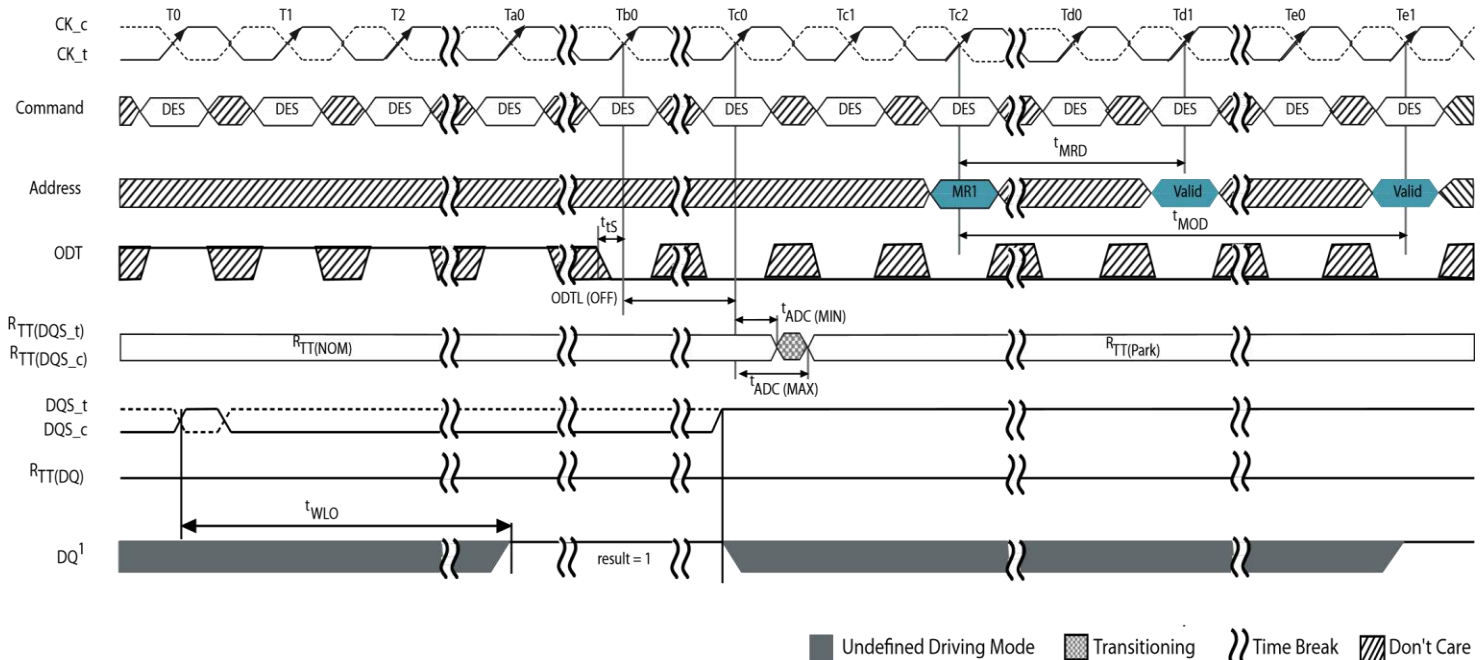 T0 T1 T2 Ta0 Tb0 Tc0 Tc1 Tc2 Td0 Td1 Te0 Te1
CK_c
CK_t
Command DES DES DES DES DES DES DES DES DES DES DES DES
tMRD
Address MR1 Valid Valid
ttS
tMOD
ODT
ODTL (OFF)
tADC (MIN)
RTT(DQS_t)
RTT(DQS_c)
RTT(NOM) RTT(Park)
tADC (MAX)
DQS_t
DQS_c
RTT(DQ)
tWLO
DQ1 result = 1
Undefined Driving Mode Transitioning Time Break Don't Care